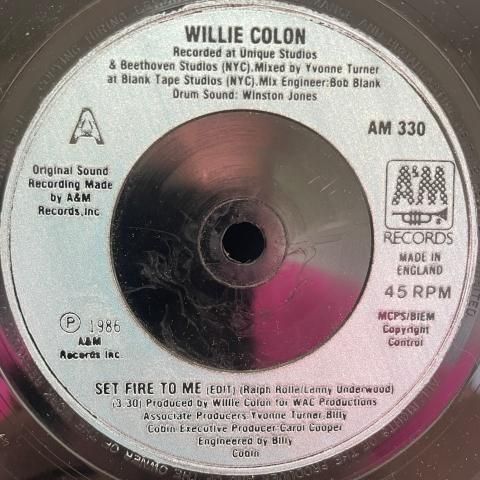 WILLIE COLON
Recorded at Unique Studios
& Beethoven Studios (NYC).Mixed by Yvonne Turner
at Blank Tape Studios (NYC).Mix Engineer:Bob Blank
Drum Sound: Winston Jones
A
AM 330
Original Sound
Recording Made
by A&M
Records,Inc
A&M
RECORDS
MADE IN
ENGLAND
45 RPM
MCPS/BIEM
Copyright
Control
℗ 1986
A&M
Records Inc.
SET FIRE TO ME (EDIT) (Ralph Rolle/Lenny Underwood)
(3.30) Produced by Willie Colon for WAC Productions
Associate Producers:Yvonne Turner,Billy
Cobin Executive Producer:Carol Cooper
Engineered by Billy
Cobin